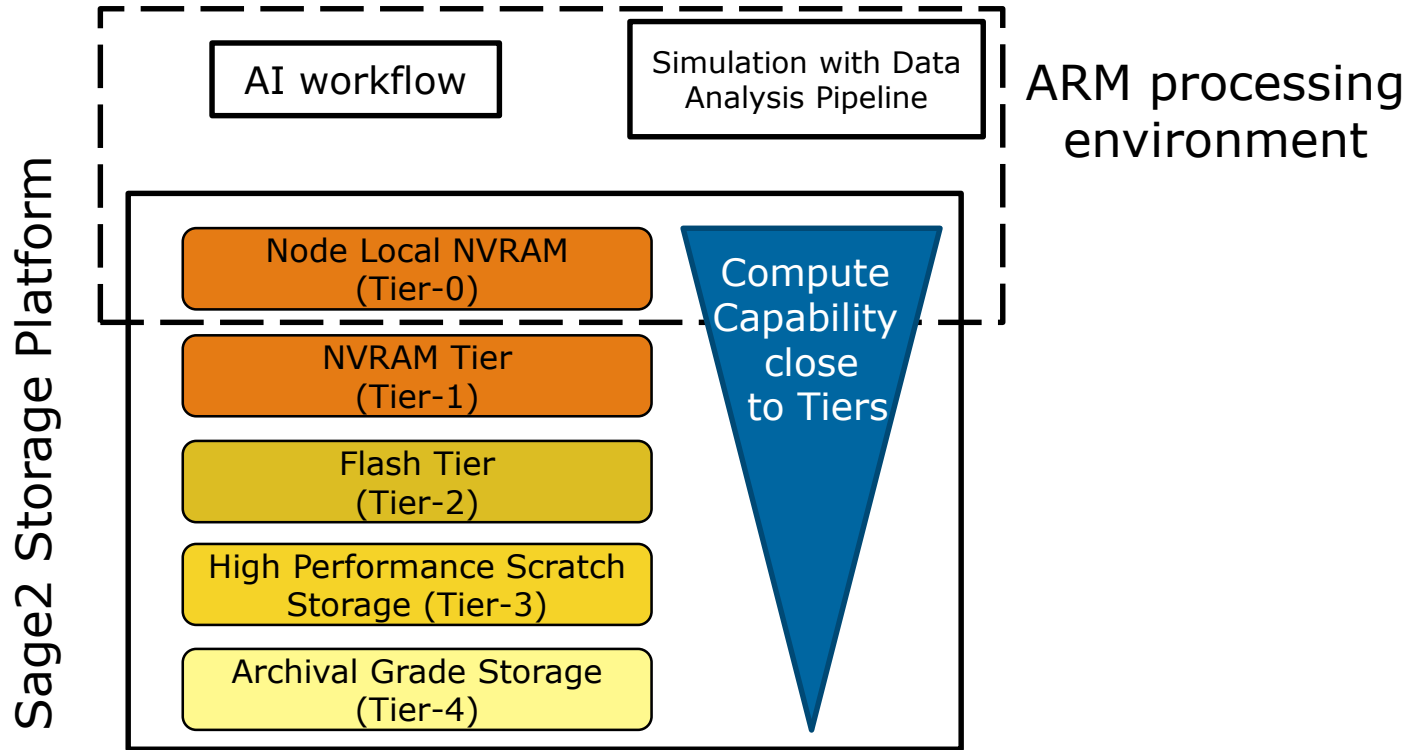 AI workflow
Simulation with Data
Analysis Pipeline
ARM processing
environment
Sage2 Storage Platform
Node Local NVRAM
(Tier-0)
NVRAM Tier
(Tier-1)
Flash Tier
(Tier-2)
High Performance Scratch
Storage (Tier-3)
Archival Grade Storage
(Tier-4)
Compute
Capability
close
to Tiers